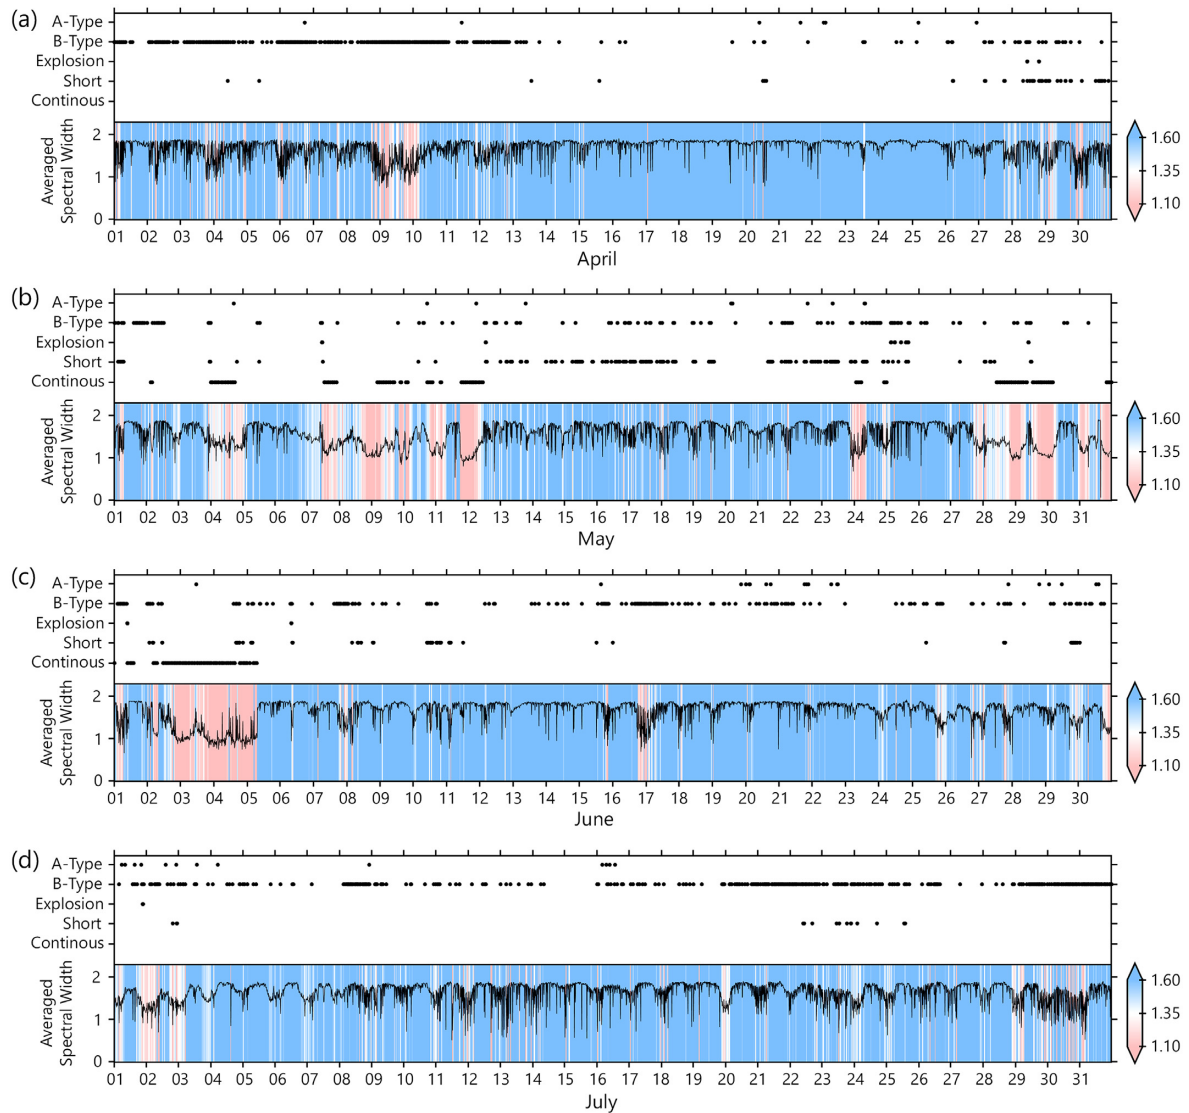 (a)
A-Type
B-Type
Explosion
Short
Continous
Averaged
Spectral Width
2
1
0
1.60
1.35
1.10
01 02 03 04 05 06 07 08 09 10 11 12 13 14 15 16 17 18 19 20 21 22 23 24 25 26 27 28 29 30
April
(b)
A-Type
B-Type
Explosion
Short
Continous
Averaged
Spectral Width
2
1
0
1.60
1.35
1.10
01 02 03 04 05 06 07 08 09 10 11 12 13 14 15 16 17 18 19 20 21 22 23 24 25 26 27 28 29 30 31
May
(c)
A-Type
B-Type
Explosion
Short
Continous
Averaged
Spectral Width
2
1
0
1.60
1.35
1.10
01 02 03 04 05 06 07 08 09 10 11 12 13 14 15 16 17 18 19 20 21 22 23 24 25 26 27 28 29 30
June
(d)
A-Type
B-Type
Explosion
Short
Continous
Averaged
Spectral Width
2
1
0
1.60
1.35
1.10
01 02 03 04 05 06 07 08 09 10 11 12 13 14 15 16 17 18 19 20 21 22 23 24 25 26 27 28 29 30 31
July